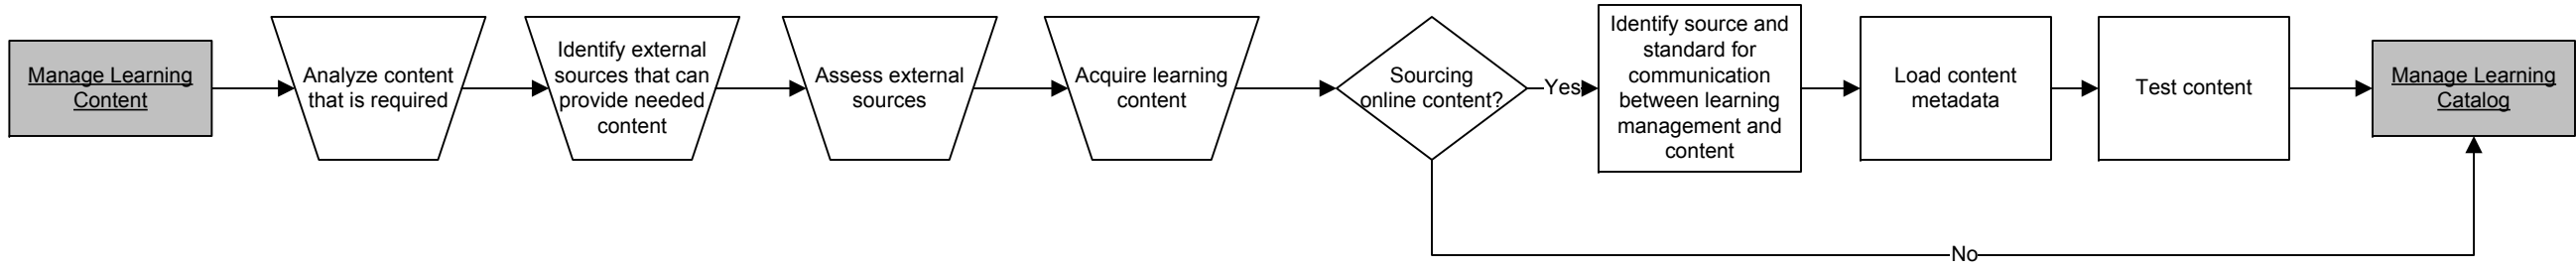 Manage Learning
Content
Analyze content
that is required
Identify external
sources that can
provide needed
content
Assess external
sources
Acquire learning
content
Sourcing
online content?
Yes
Identify source and
standard for
communication
between learning
management and
content
Load content
metadata
Test content
Manage Learning
Catalog
No